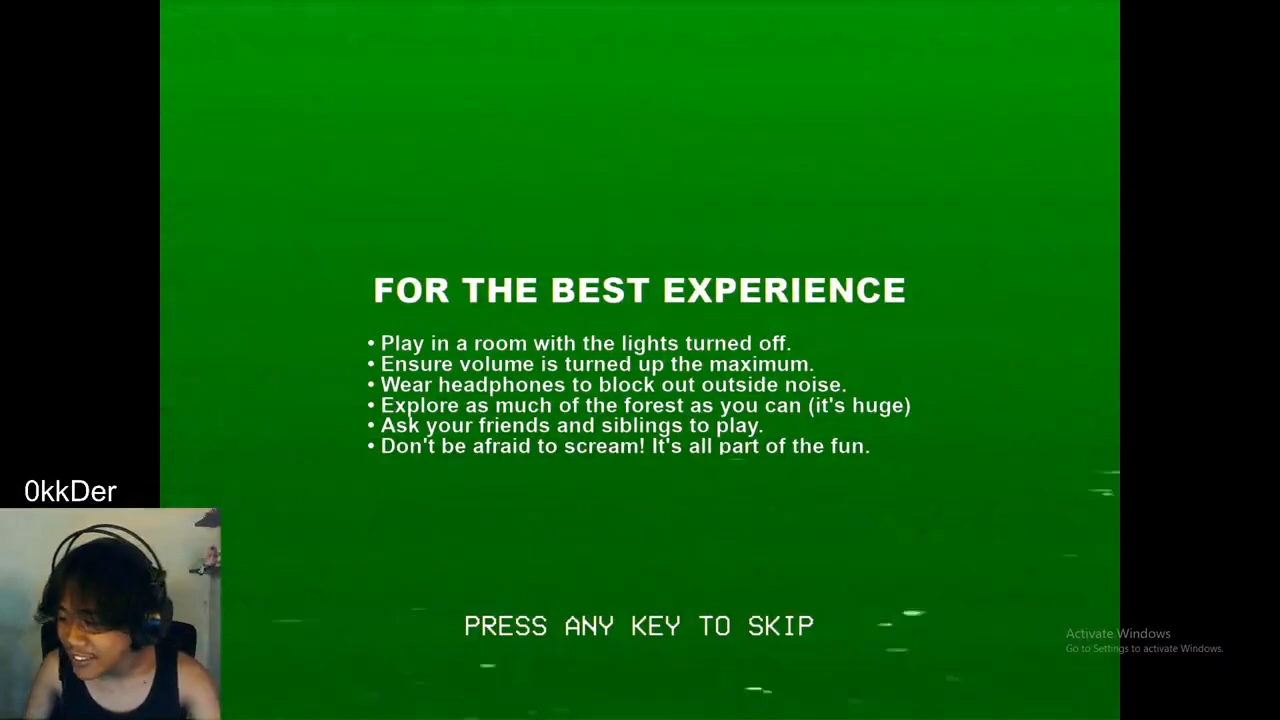 FOR THE BEST EXPERIENCE
• Play in a room with the lights turned off.
• Ensure volume is turned up the maximum.
• Wear headphones to block out outside noise.
• Explore as much of the forest as you can (it's huge)
• Ask your friends and siblings to play.
• Don't be afraid to scream! It's all part of the fun.
0kkDer
PRESS ANY KEY TO SKIP
Activate Windows
Go to Settings to activate Windows.